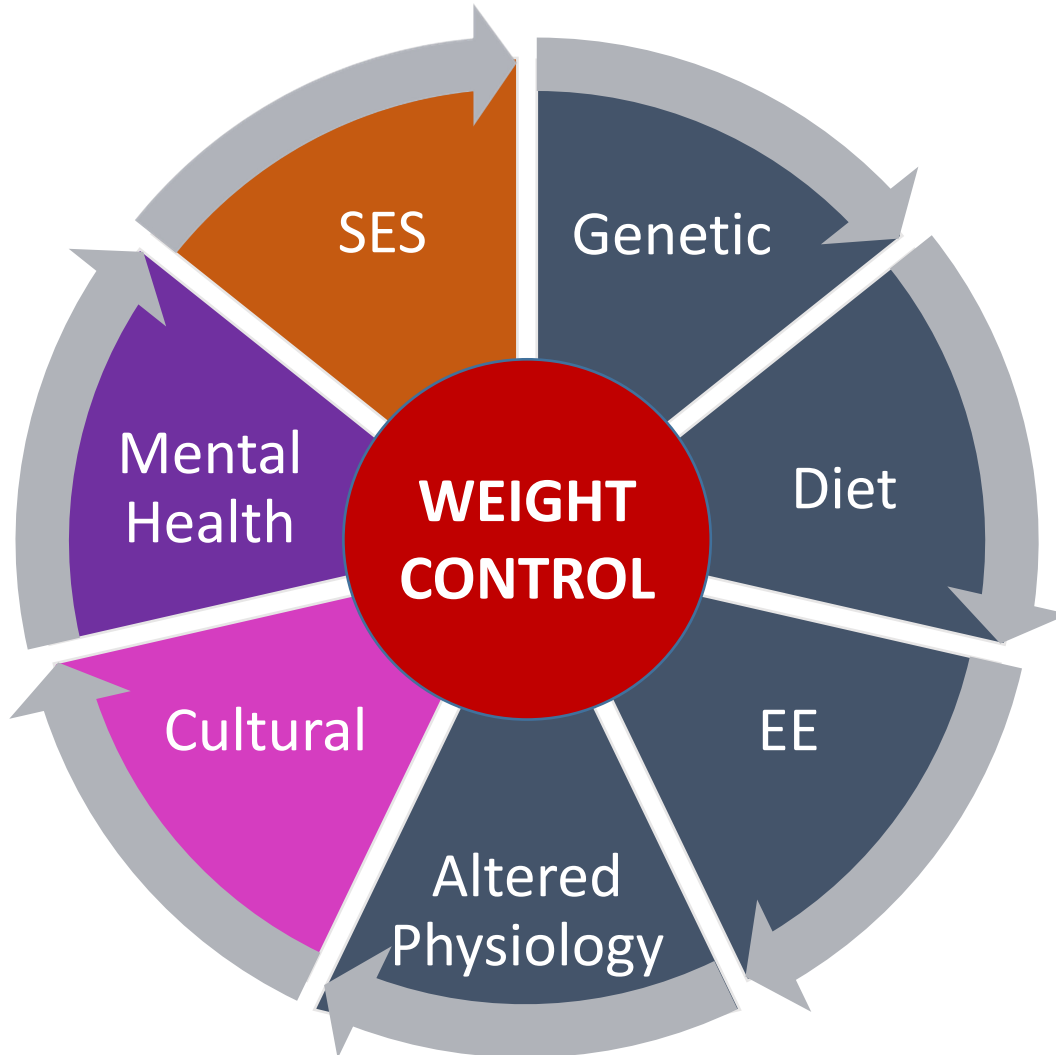 SES
Genetic
Mental
Health
WEIGHT
CONTROL
Diet
Cultural
EE
Altered
Physiology